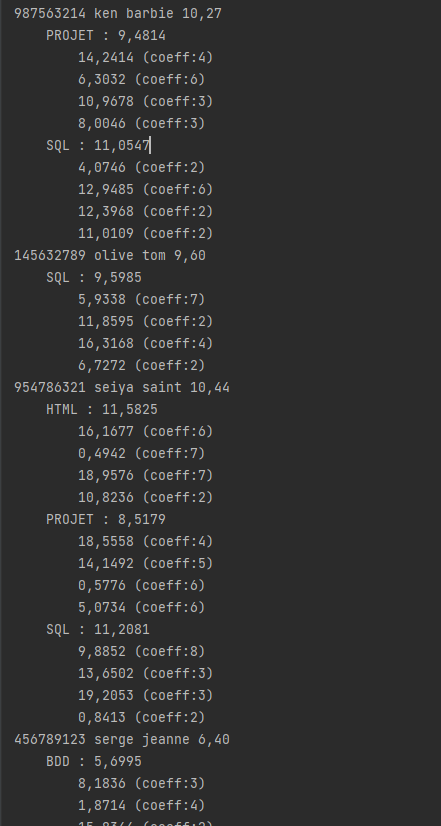 987563214 ken barbie 10,27
PROJET : 9,4814
14,2414 (coeff:4)
6,3032 (coeff:6)
10,9678 (coeff:3)
8,0046 (coeff:3)
SQL : 11,0547
4,0746 (coeff:2)
12,9485 (coeff:6)
12,3968 (coeff:2)
11,0109 (coeff:2)
145632789 olive tom 9,60
SQL : 9,5985
5,9338 (coeff:7)
11,8595 (coeff:2)
16,3168 (coeff:4)
6,7272 (coeff:2)
954786321 seiya saint 10,44
HTML : 11,5825
16,1677 (coeff:6)
0,4942 (coeff:7)
18,9576 (coeff:7)
10,8236 (coeff:2)
PROJET : 8,5179
18,5558 (coeff:4)
14,1492 (coeff:5)
0,5776 (coeff:6)
5,0734 (coeff:6)
SQL : 11,2081
9,8852 (coeff:8)
13,6502 (coeff:3)
19,2053 (coeff:3)
0,8413 (coeff:2)
456789123 serge jeanne 6,40
BDD : 5,6995
8,1836 (coeff:3)
1,8714 (coeff:4)